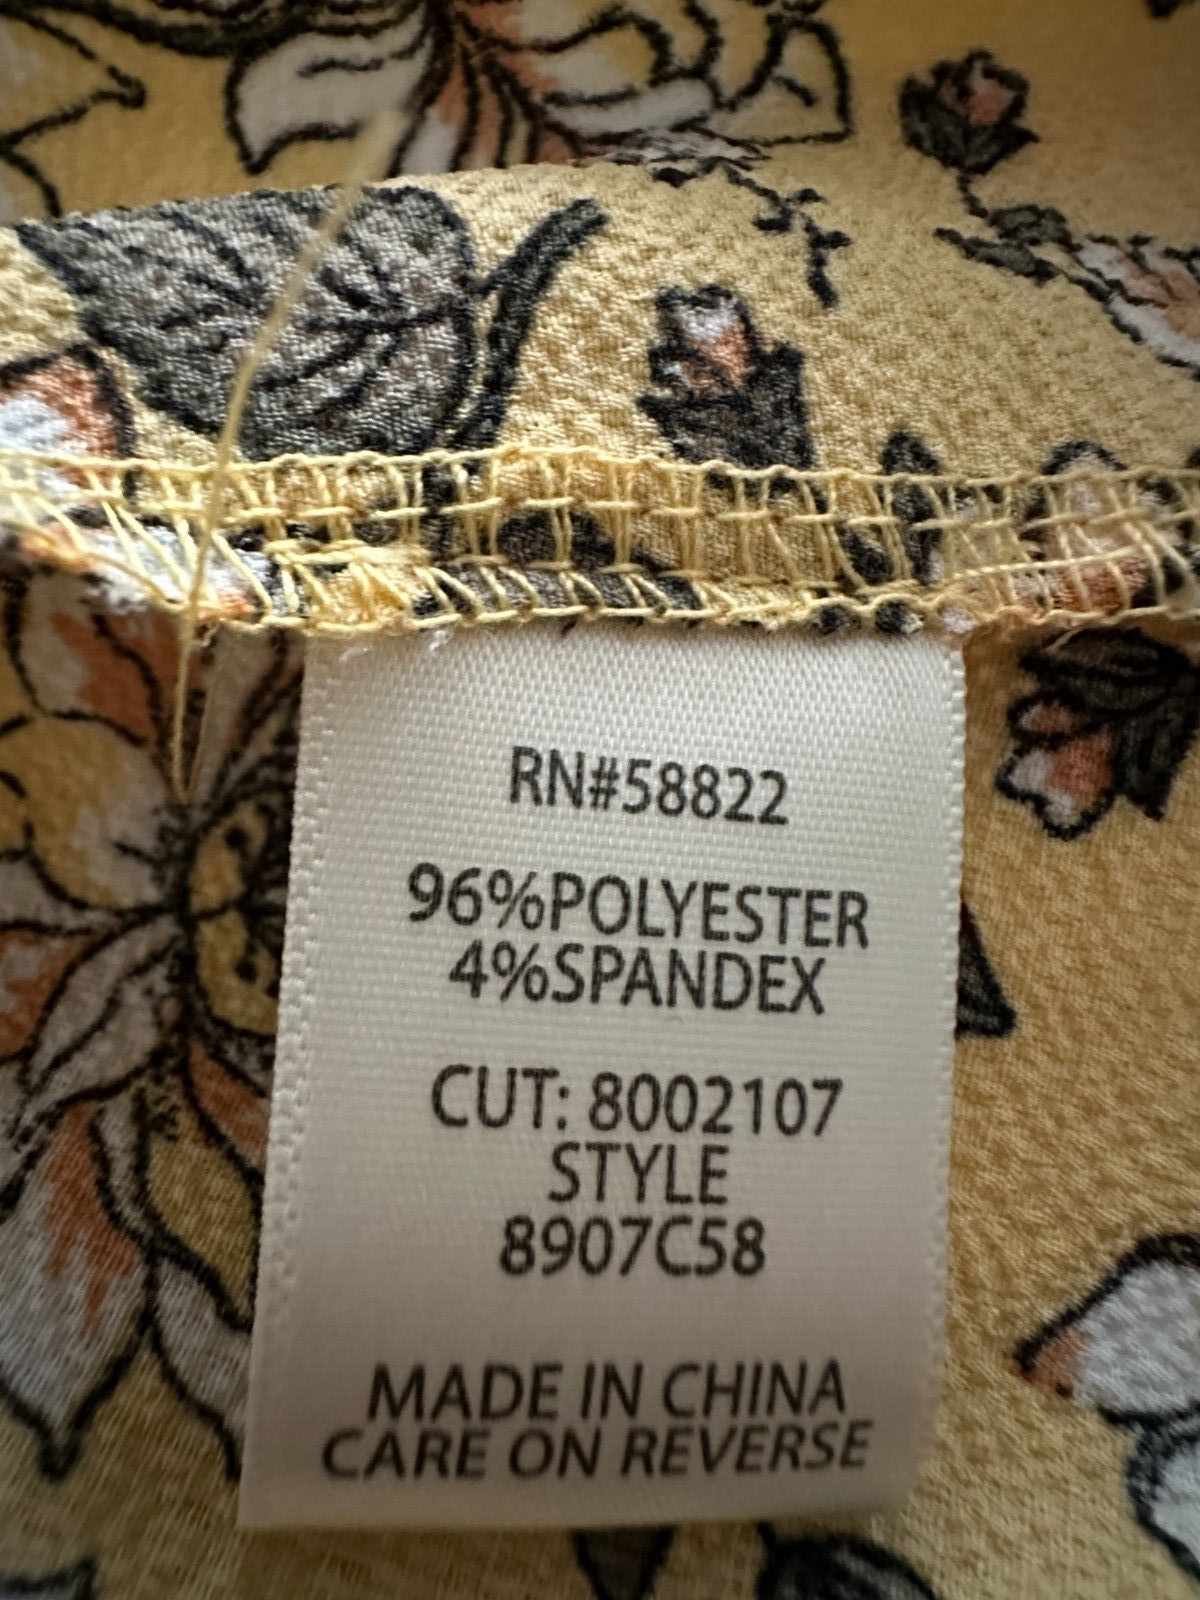 RN#58822
96%POLYESTER
4%SPANDEX
CUT: 8002107
STYLE
8907C58
MADE IN CHINA
CARE ON REVERSE